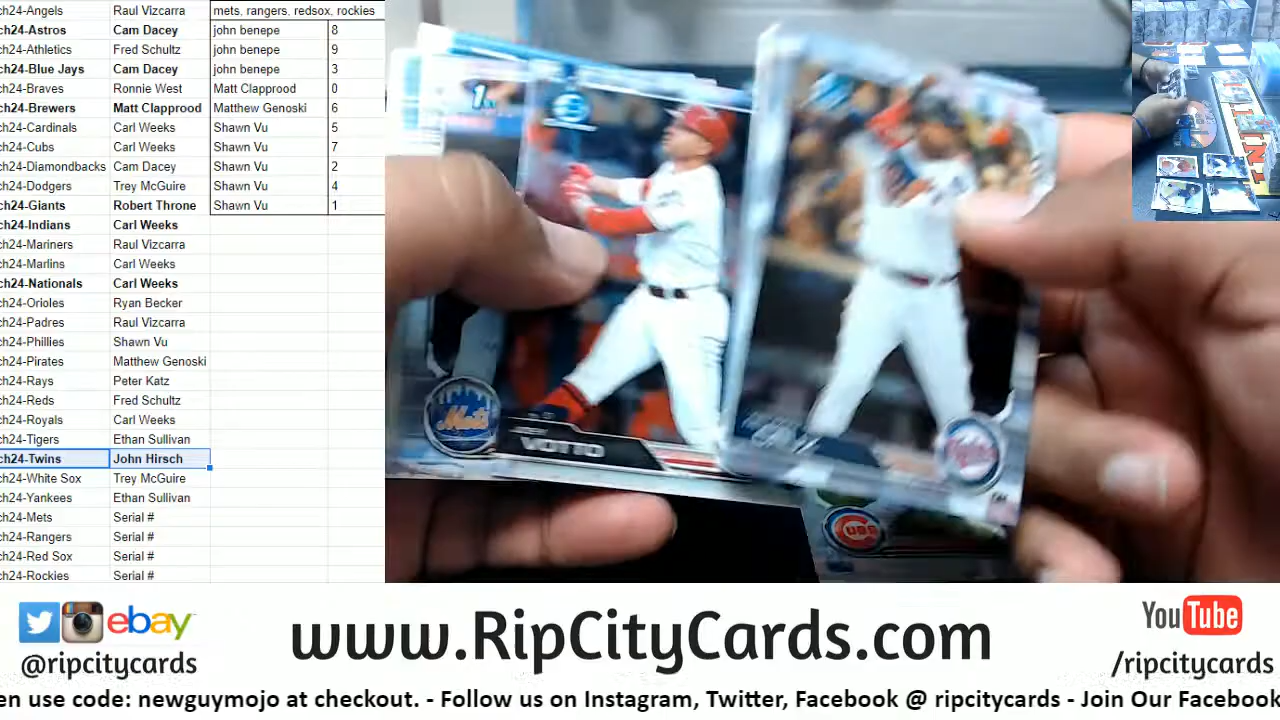 ch24-Angels Raul Vizcarra mets, rangers, redsox, rockies
ch24-Astros Cam Dacey john benepe 8
ch24-Athletics Fred Schultz john benepe 9
ch24-Blue Jays Cam Dacey john benepe 3
ch24-Braves Ronnie West Matt Clapprood 0
ch24-Brewers Matt Clapprood Matthew Genoski 6
ch24-Cardinals Carl Weeks Shawn Vu 5
ch24-Cubs Carl Weeks Shawn Vu 7
ch24-Diamondbacks Cam Dacey Shawn Vu 2
ch24-Dodgers Trey McGuire Shawn Vu 4
ch24-Giants Robert Throne Shawn Vu 1
ch24-Indians Carl Weeks
ch24-Mariners Raul Vizcarra
ch24-Marlins Carl Weeks
ch24-Nationals Carl Weeks
ch24-Orioles Ryan Becker
ch24-Padres Raul Vizcarra
ch24-Phillies Shawn Vu
ch24-Pirates Matthew Genoski
ch24-Rays Peter Katz
ch24-Reds Fred Schultz
ch24-Royals Carl Weeks
ch24-Tigers Ethan Sullivan
ch24-Twins John Hirsch
ch24-White Sox Trey McGuire
ch24-Yankees Ethan Sullivan
ch24-Mets Serial #
ch24-Rangers Serial #
ch24-Red Sox Serial #
ch24-Rockies Serial #
1st
Mets
VOTTO
Twins
CUBS
ebay
@ripcitycards
www.RipCityCards.com
YouTube
/ripcitycards
en use code: newguymojo at checkout. - Follow us on Instagram, Twitter, Facebook @ ripcitycards - Join Our Facebook